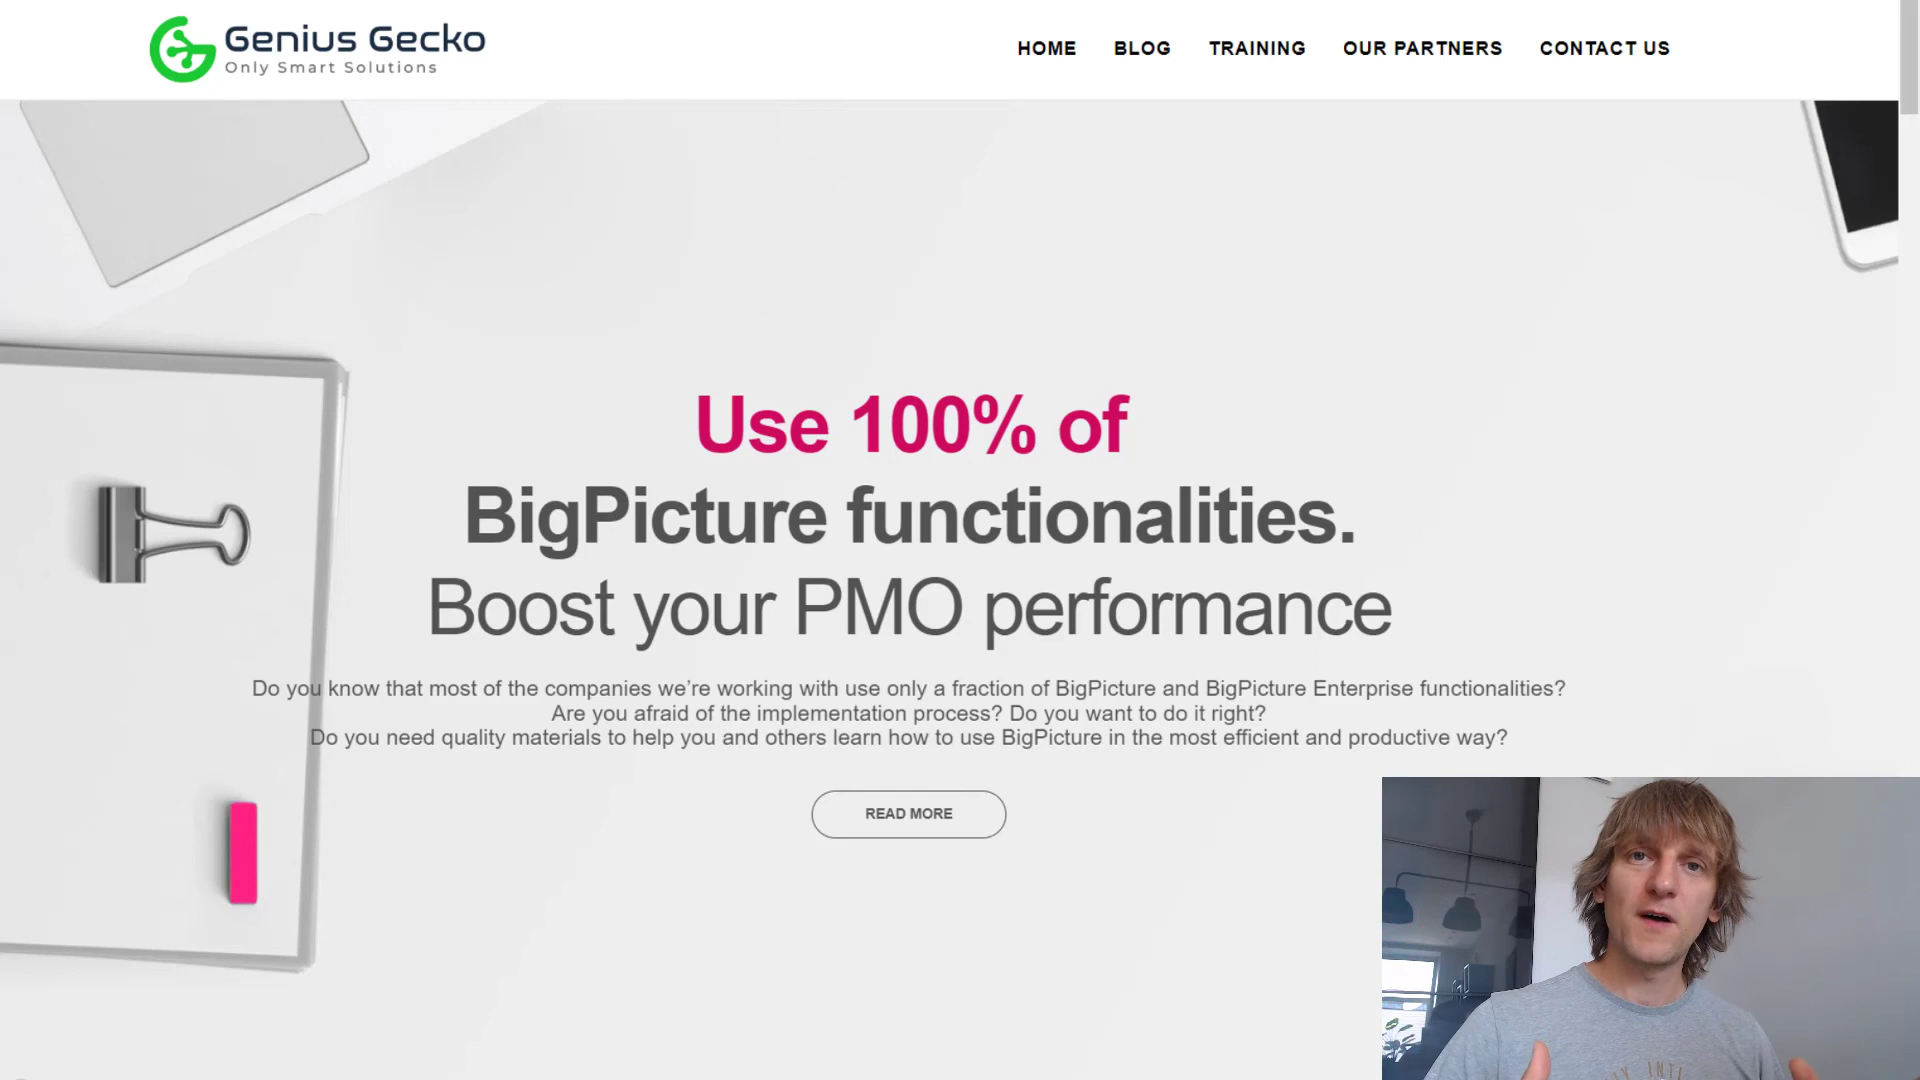 Genius Gecko
Only Smart Solutions
HOME BLOG TRAINING OUR PARTNERS CONTACT US
Use 100% of
BigPicture functionalities.
Boost your PMO performance
Do you know that most of the companies we’re working with use only a fraction of BigPicture and BigPicture Enterprise functionalities?
Are you afraid of the implementation process? Do you want to do it right?
Do you need quality materials to help you and others learn how to use BigPicture in the most efficient and productive way?
READ MORE